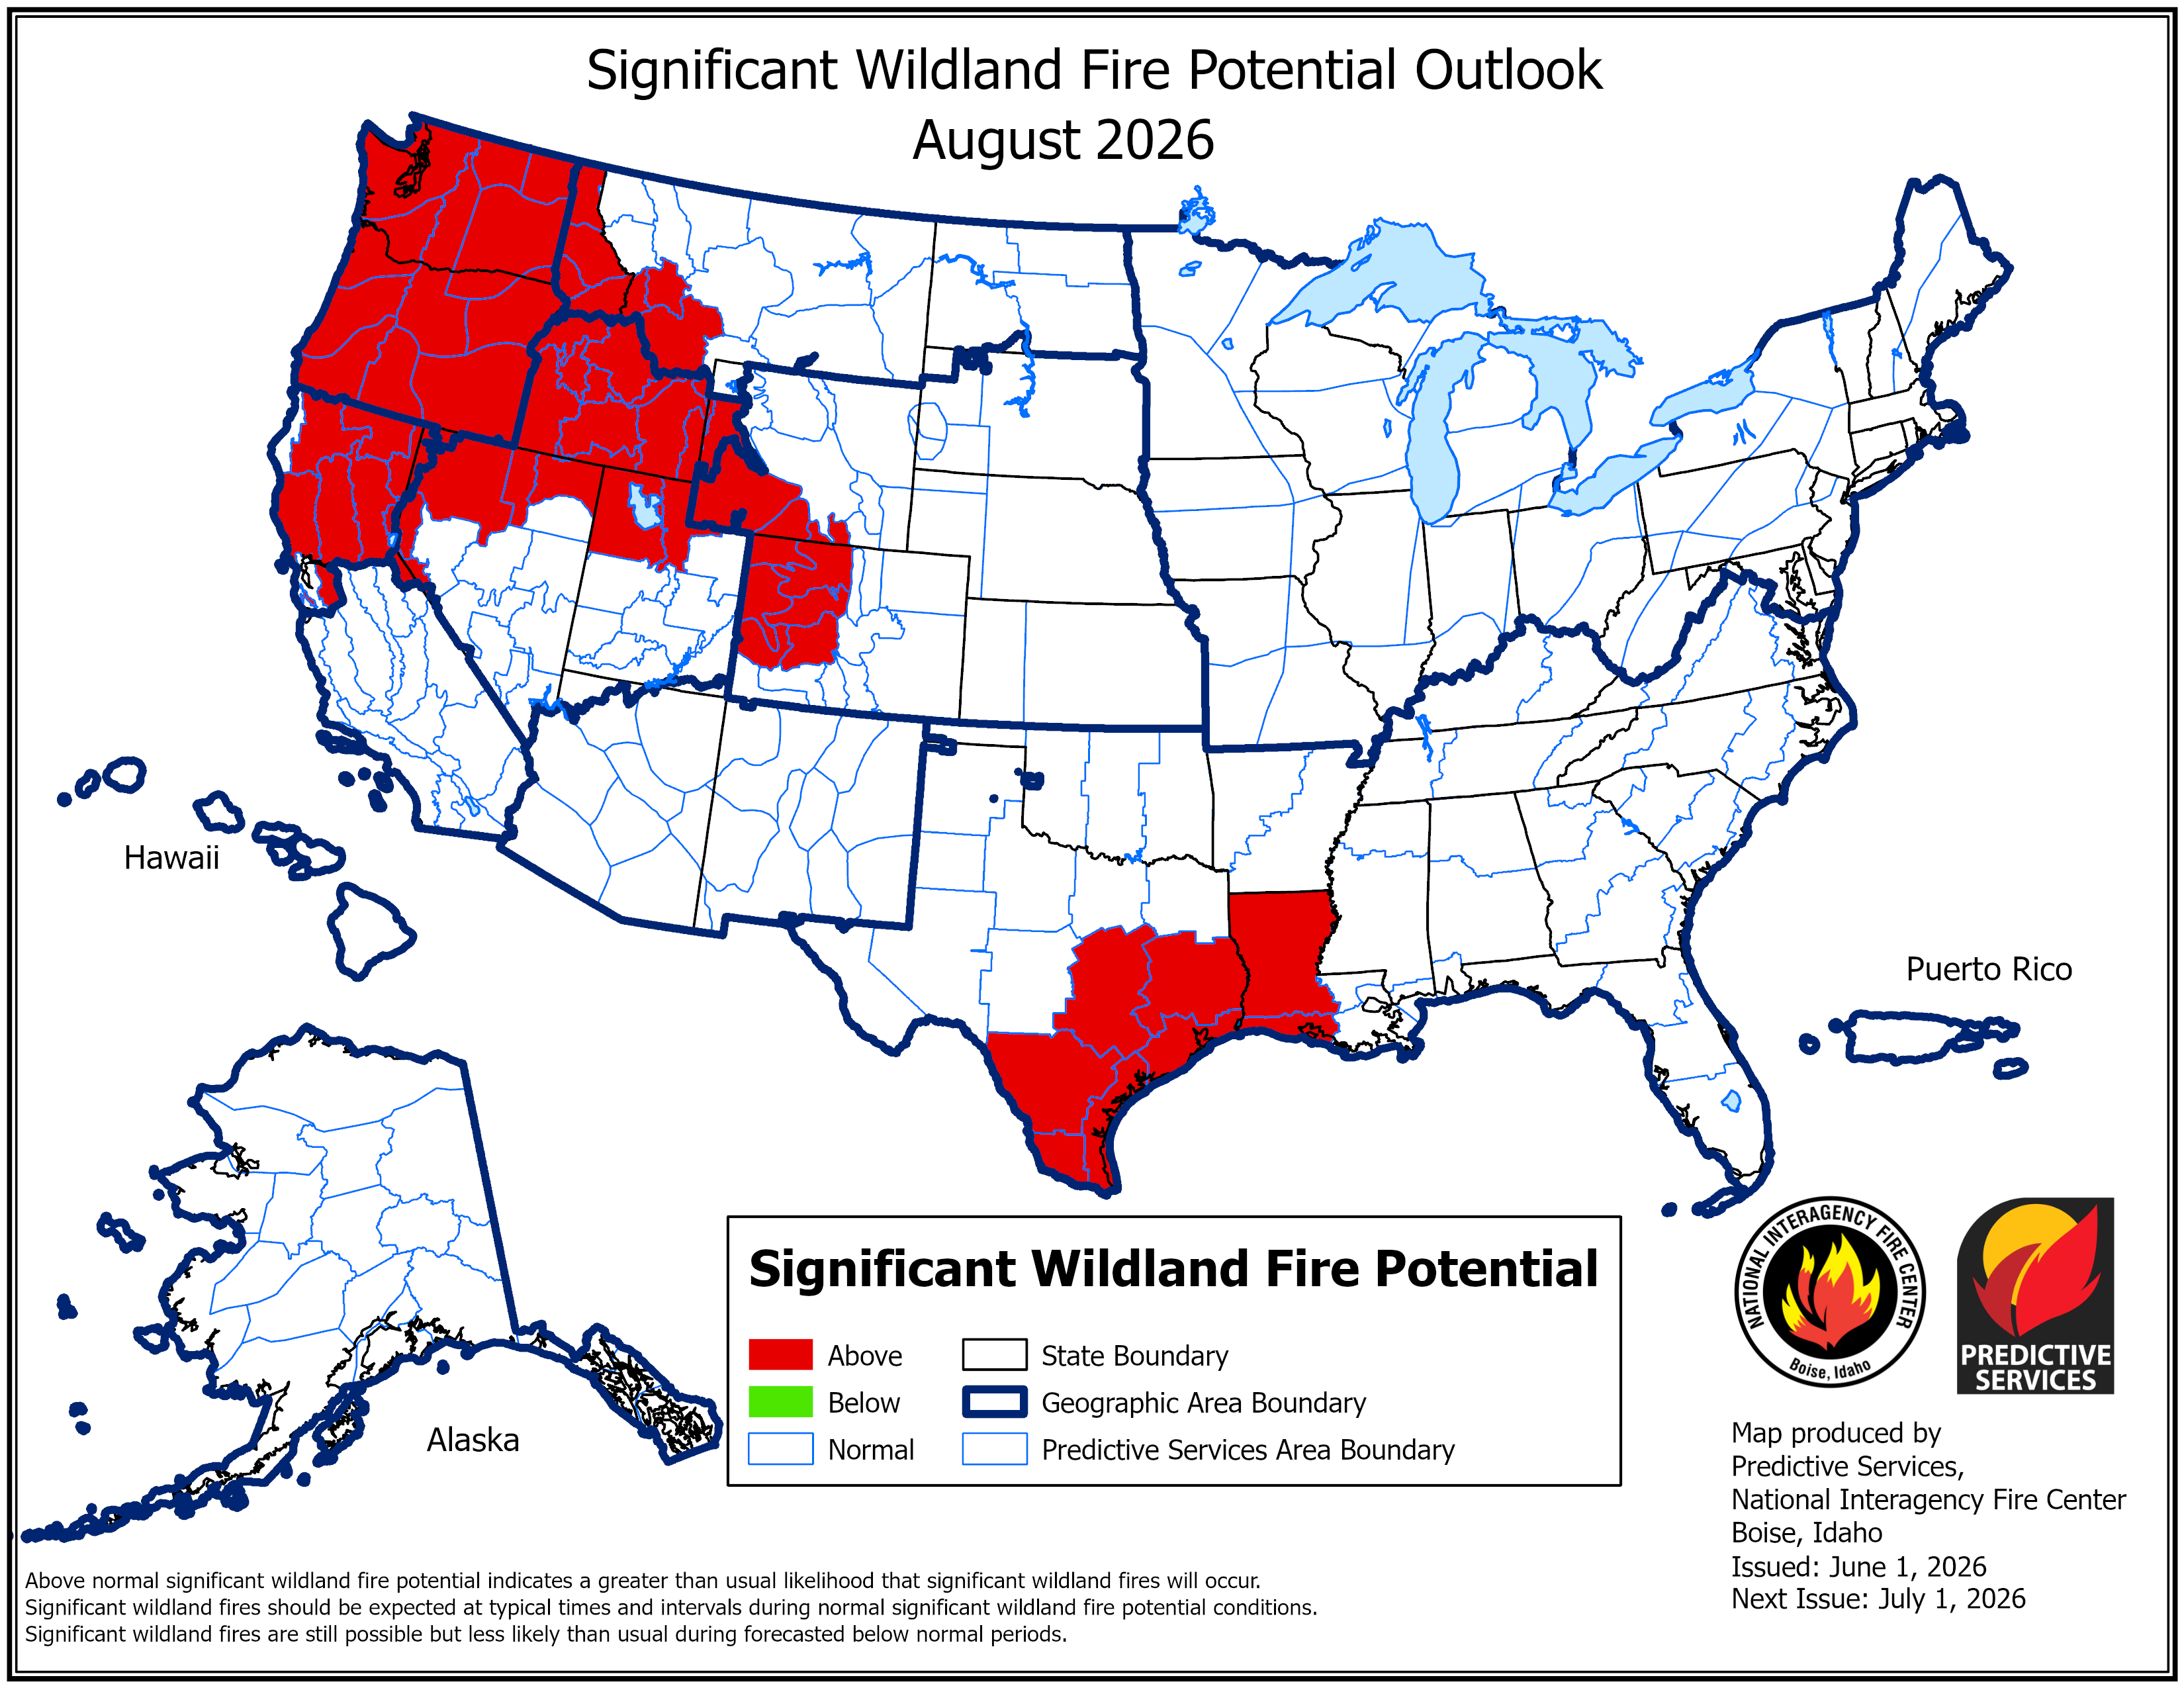 Significant Wildland Fire Potential Outlook
August 2026
Hawaii
Puerto Rico
Alaska
Significant Wildland Fire Potential
Above
State Boundary
Below
Geographic Area Boundary
Normal
Predictive Services Area Boundary
NATIONAL INTERAGENCY FIRE CENTER
Boise, Idaho
PREDICTIVE
SERVICES
Map produced by
Predictive Services,
National Interagency Fire Center
Boise, Idaho
Issued: June 1, 2026
Next Issue: July 1, 2026
Above normal significant wildland fire potential indicates a greater than usual likelihood that significant wildland fires will occur.
Significant wildland fires should be expected at typical times and intervals during normal significant wildland fire potential conditions.
Significant wildland fires are still possible but less likely than usual during forecasted below normal periods.